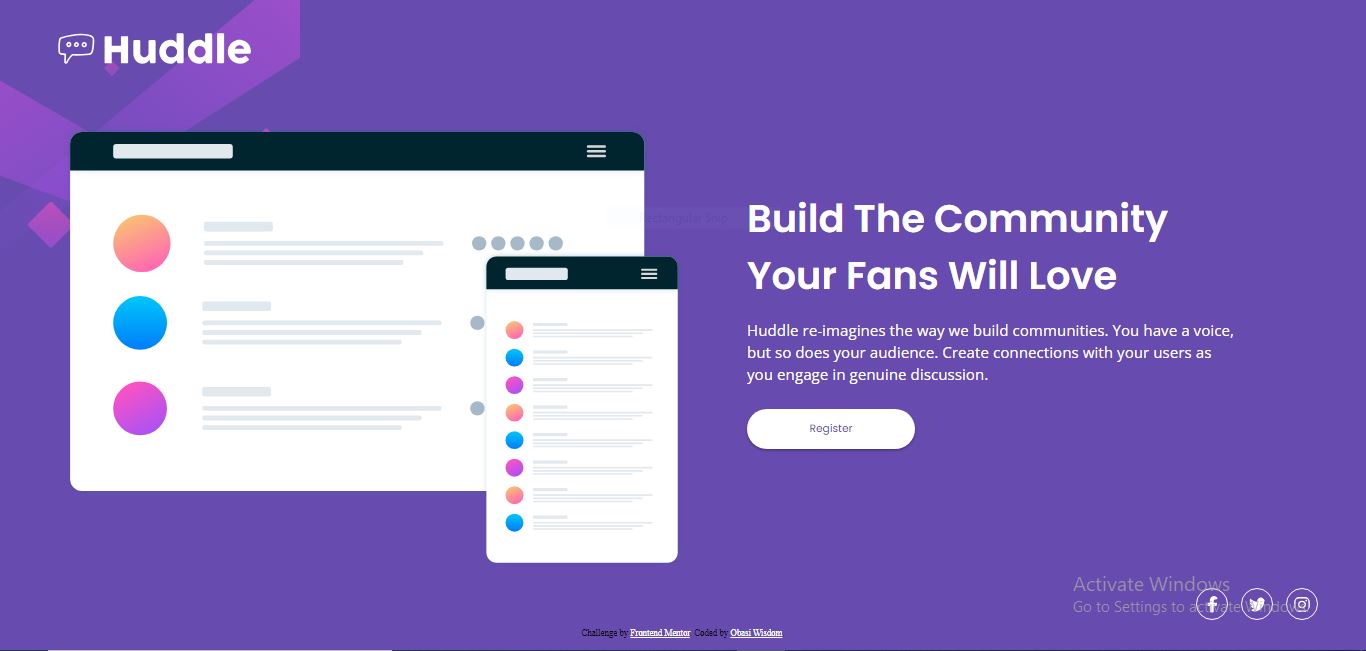 Huddle
Rectangular Snip
Build The Community
Your Fans Will Love
Huddle re-imagines the way we build communities. You have a voice,
but so does your audience. Create connections with your users as
you engage in genuine discussion.
Register
Activate Windows
Go to Settings to activate Windows.
Challenge by Frontend Mentor. Coded by Obasi Wisdom